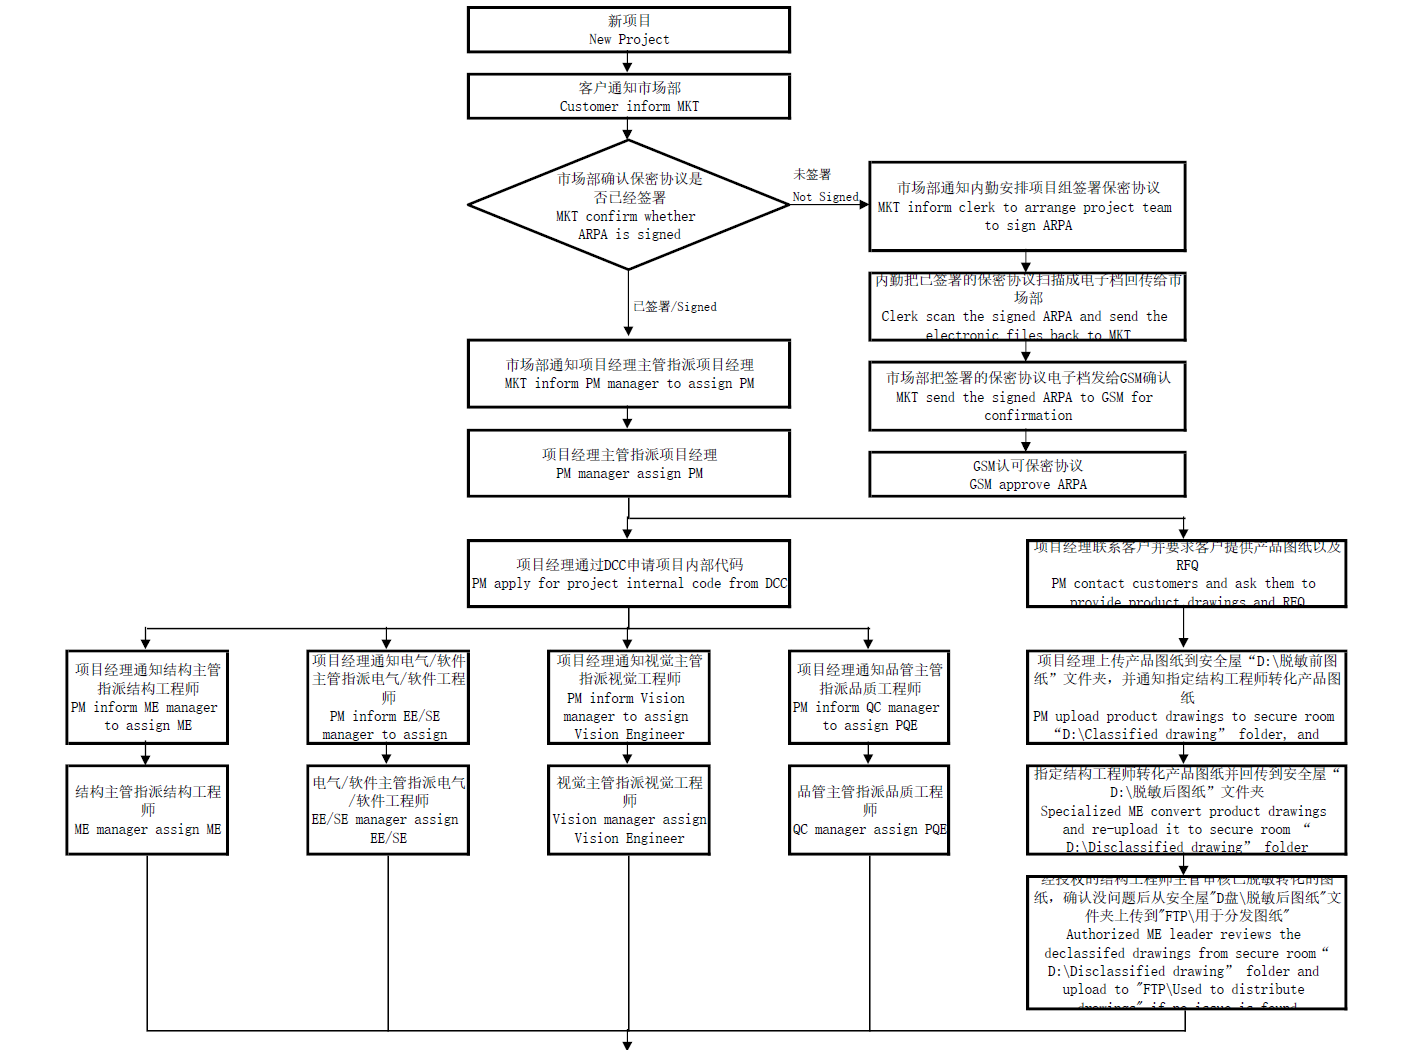 新项目
New Project
客户通知市场部
Customer inform MKT
市场部确认保密协议是
否已经签署
MKT confirm whether
ARPA is signed
未签署
Not Signed
市场部通知内勤安排项目组签署保密协议
MKT inform clerk to arrange project team
to sign ARPA
内勤把已签署的保密协议扫描成电子档回传给市
场部
Clerk scan the signed ARPA and send the
electronic files back to MKT
已签署/Signed
市场部通知项目经理主管指派项目经理
MKT inform PM manager to assign PM
市场部把签署的保密协议电子档发给GSM确认
MKT send the signed ARPA to GSM for
confirmation
项目经理主管指派项目经理
PM manager assign PM
GSM认可保密协议
GSM approve ARPA
项目经理通过DCC申请项目内部代码
PM apply for project internal code from DCC
项目经理联系客户并要求客户提供产品图纸以及
RFQ
PM contact customers and ask them to
provide product drawings and RFQ
项目经理通知结构主管
指派结构工程师
PM inform ME manager
to assign ME
项目经理通知电气/软件
主管指派电气/软件工程
师
PM inform EE/SE
manager to assign
项目经理通知视觉主管
指派视觉工程师
PM inform Vision
manager to assign
Vision Engineer
项目经理通知品管主管
指派品质工程师
PM inform QC manager
to assign PQE
项目经理上传产品图纸到安全屋“D:\脱敏前图
纸”文件夹，并通知指定结构工程师转化产品图
纸
PM upload product drawings to secure room
“D:\Classified drawing” folder, and
结构主管指派结构工程
师
ME manager assign ME
电气/软件主管指派电气
/软件工程师
EE/SE manager assign
EE/SE
视觉主管指派视觉工程
师
Vision manager assign
Vision Engineer
品管主管指派品质工程
师
QC manager assign PQE
指定结构工程师转化产品图纸并回传到安全屋“
D:\脱敏后图纸”文件夹
Specialized ME convert product drawings
and re-upload it to secure room “
D:\Disclassified drawing” folder
经授权的结构工程师主管审核已脱敏转化的图
纸，确认没问题后从安全屋"D盘\脱敏后图纸"文
件夹上传到"FTP\用于分发图纸"
Authorized ME leader reviews the
declassifed drawings from secure room“
D:\Disclassified drawing” folder and
upload to "FTP\Used to distribute
drawings" if no issue is found